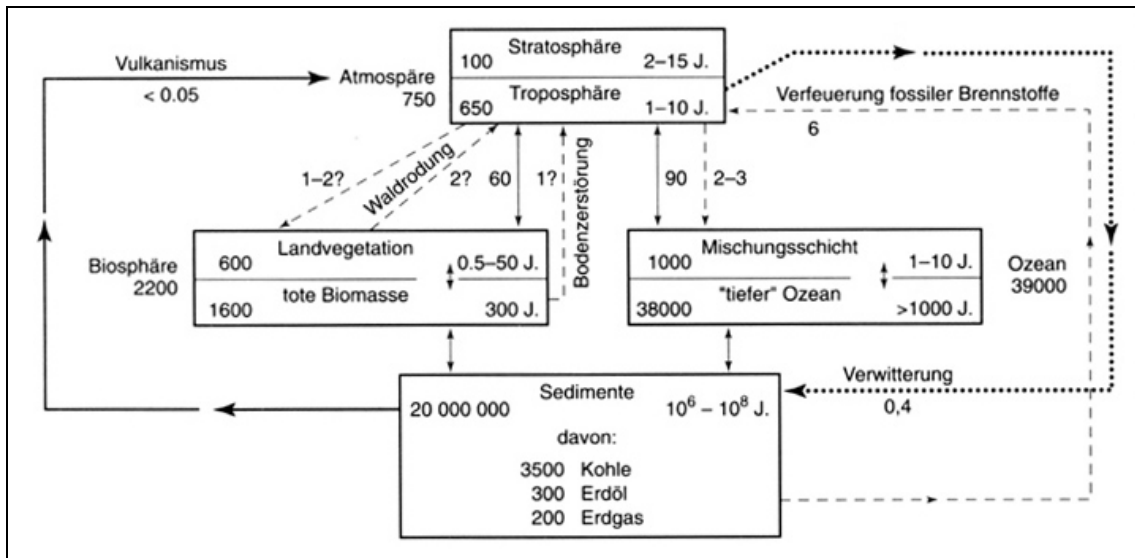 Stratosphäre
100 2–15 J.
Troposphäre
650 1–10 J.
Atmospäre
750
Vulkanismus
< 0.05
Verfeuerung fossiler Brennstoffe
6
1–2?
Waldrodung
2?
60
1?
Bodenzerstörung
90
2–3
Biosphäre
2200
Landvegetation
600 0.5–50 J.
tote Biomasse
1600 300 J.
Mischungsschicht
1000 1–10 J.
"tiefer" Ozean
38000 >1000 J.
Ozean
39000
Verwitterung
0,4
Sedimente
20 000 000 10⁶ – 10⁸ J.
davon:
3500 Kohle
300 Erdöl
200 Erdgas